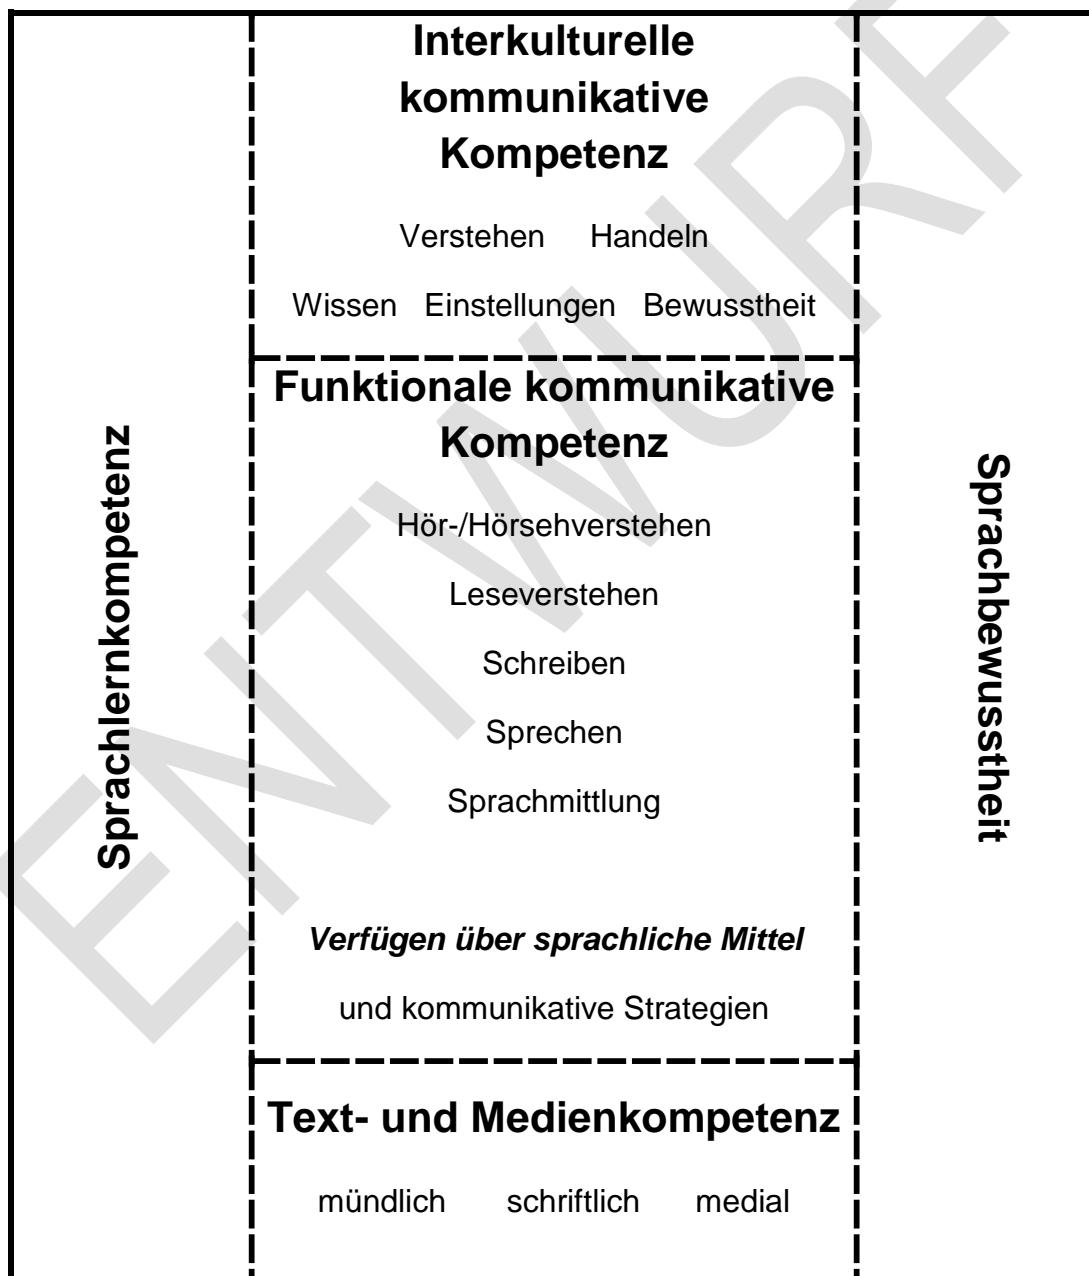 Interkulturelle
kommunikative
Kompetenz
Verstehen Handeln
Wissen Einstellungen Bewusstheit
Funktionale kommunikative
Kompetenz
Hör-/Hörsehverstehen
Leseverstehen
Schreiben
Sprechen
Sprachmittlung
Verfügen über sprachliche Mittel
und kommunikative Strategien
Text- und Medienkompetenz
mündlich schriftlich medial
Sprachlernkompetenz
Sprachbewusstheit
ENTWURF